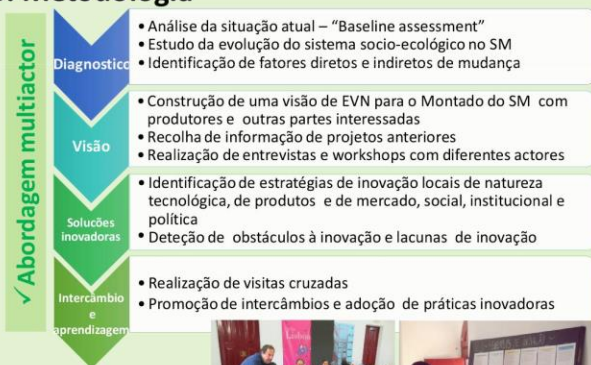 Metodologia
✓Abordagem multiactor
Diagnostico
• Análise da situação atual – “Baseline assessment”
• Estudo da evolução do sistema socio-ecológico no SM
• Identificação de fatores diretos e indiretos de mudança
Visão
• Construção de uma visão de EVN para o Montado do SM com
produtores e outras partes interessadas
• Recolha de informação de projetos anteriores
• Realização de entrevistas e workshops com diferentes actores
Soluções
inovadoras
• Identificação de estratégias de inovação locais de natureza
tecnológica, de produtos e de mercado, social, institucional e
política
• Deteção de obstáculos à inovação e lacunas de inovação
Intercâmbio
e
aprendizagem
• Realização de visitas cruzadas
• Promoção de intercâmbios e adoção de práticas inovadoras